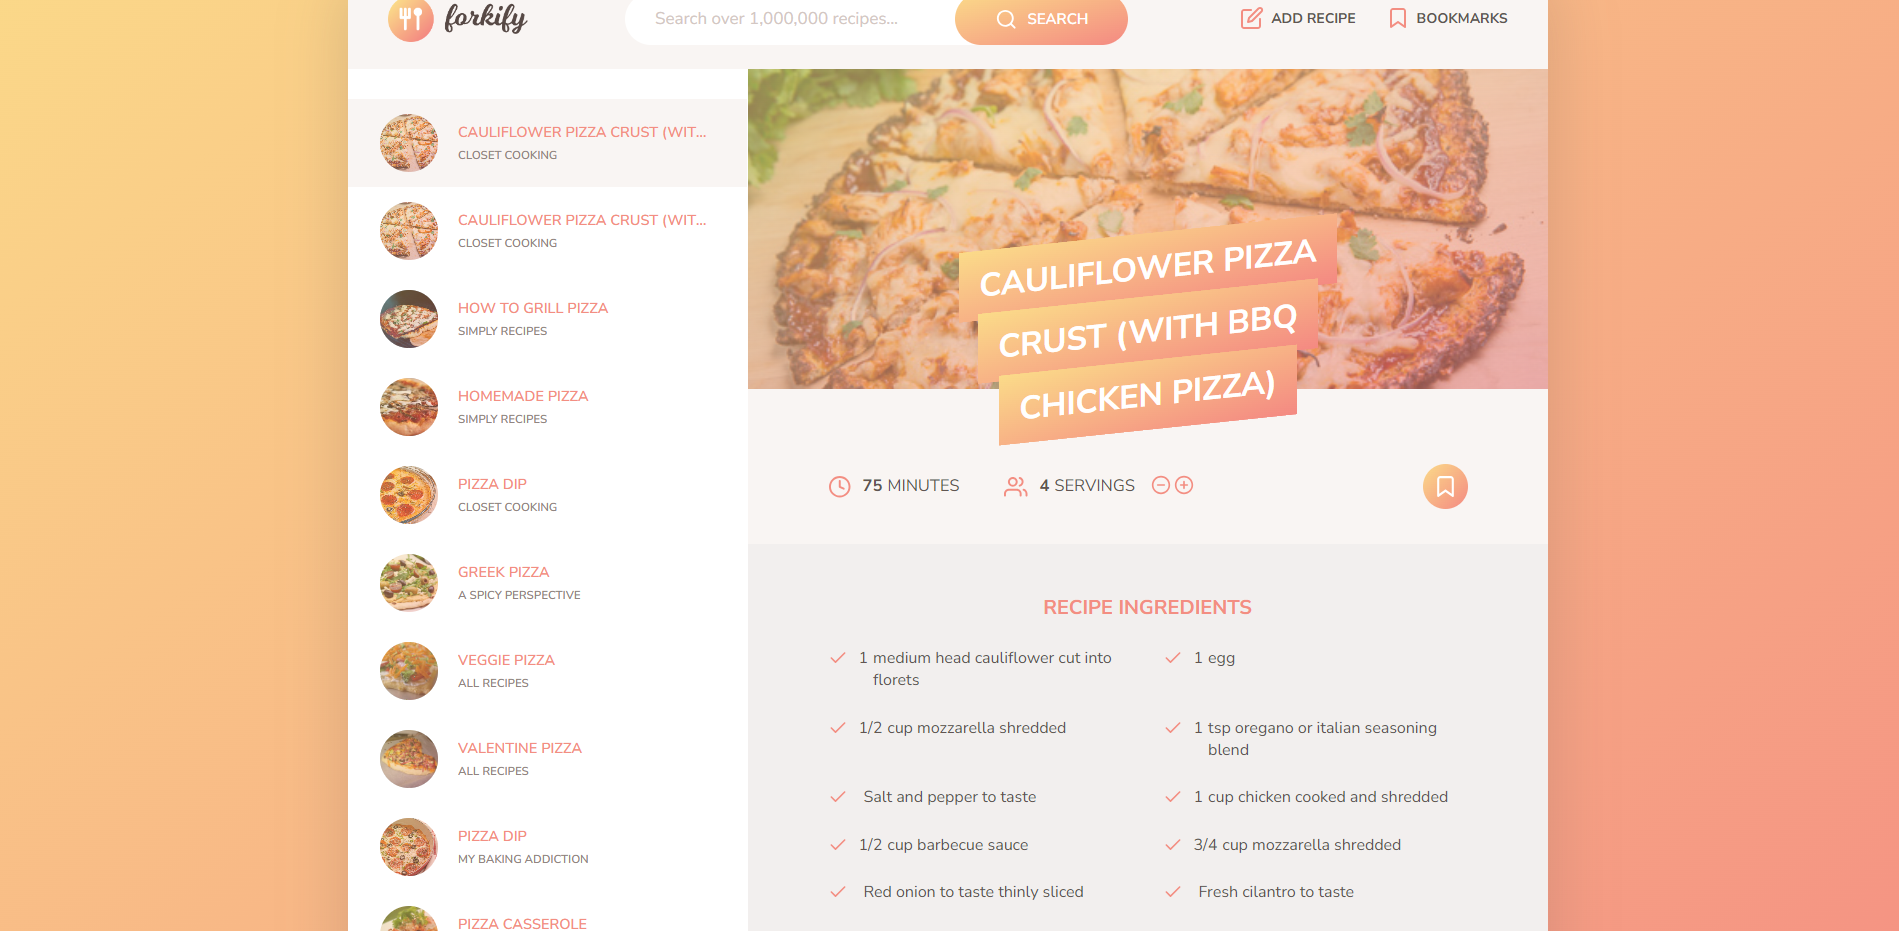 forkify
Search over 1,000,000 recipes...
SEARCH
ADD RECIPE
BOOKMARKS
CAULIFLOWER PIZZA CRUST (WIT...
CLOSET COOKING
CAULIFLOWER PIZZA CRUST (WIT...
CLOSET COOKING
HOW TO GRILL PIZZA
SIMPLY RECIPES
HOMEMADE PIZZA
SIMPLY RECIPES
PIZZA DIP
CLOSET COOKING
GREEK PIZZA
A SPICY PERSPECTIVE
VEGGIE PIZZA
ALL RECIPES
VALENTINE PIZZA
ALL RECIPES
PIZZA DIP
MY BAKING ADDICTION
PIZZA CASSEROLE
CAULIFLOWER PIZZA
CRUST (WITH BBQ
CHICKEN PIZZA)
75 MINUTES
4 SERVINGS
RECIPE INGREDIENTS
1 medium head cauliflower cut into
florets
1 egg
1/2 cup mozzarella shredded
1 tsp oregano or italian seasoning
blend
Salt and pepper to taste
1 cup chicken cooked and shredded
1/2 cup barbecue sauce
3/4 cup mozzarella shredded
Red onion to taste thinly sliced
Fresh cilantro to taste